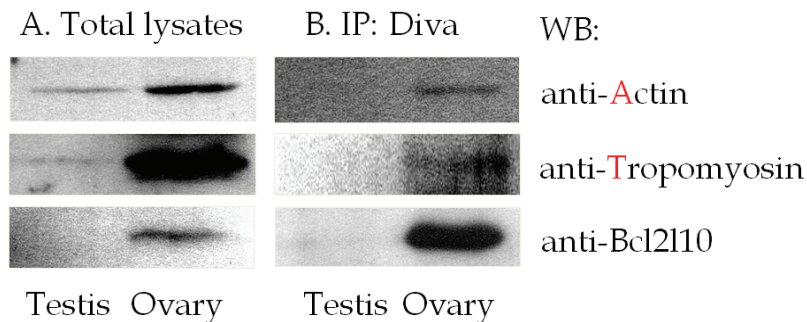 A. Total lysates B. IP: Diva WB:
anti-Actin
anti-Tropomyosin
anti-Bcl2l10
Testis Ovary Testis Ovary